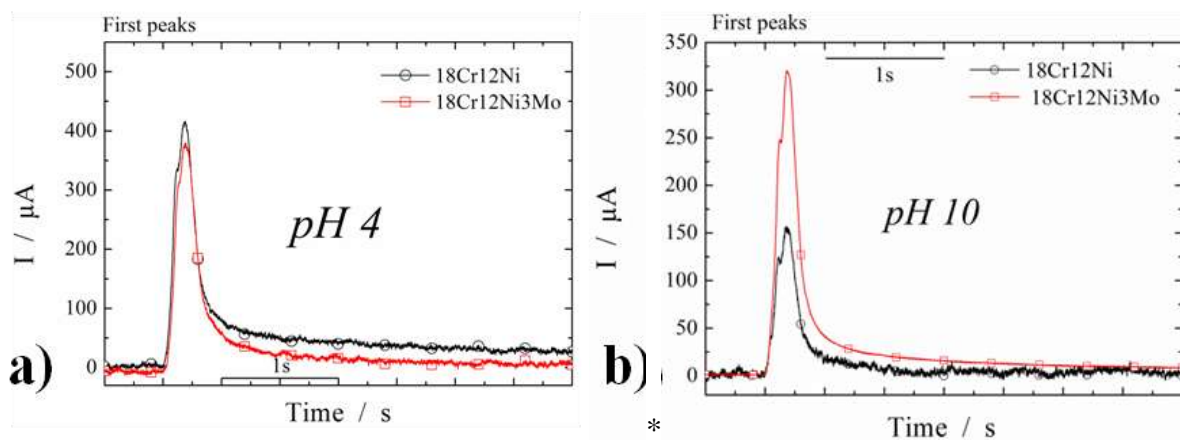 First peaks
500
400
300
200
100
0
I / µA
18Cr12Ni
18Cr12Ni3Mo
pH 4
1s
Time / s
a)
First peaks
350
300
250
200
150
100
50
0
I / µA
1s
18Cr12Ni
18Cr12Ni3Mo
pH 10
Time / s
b)
*